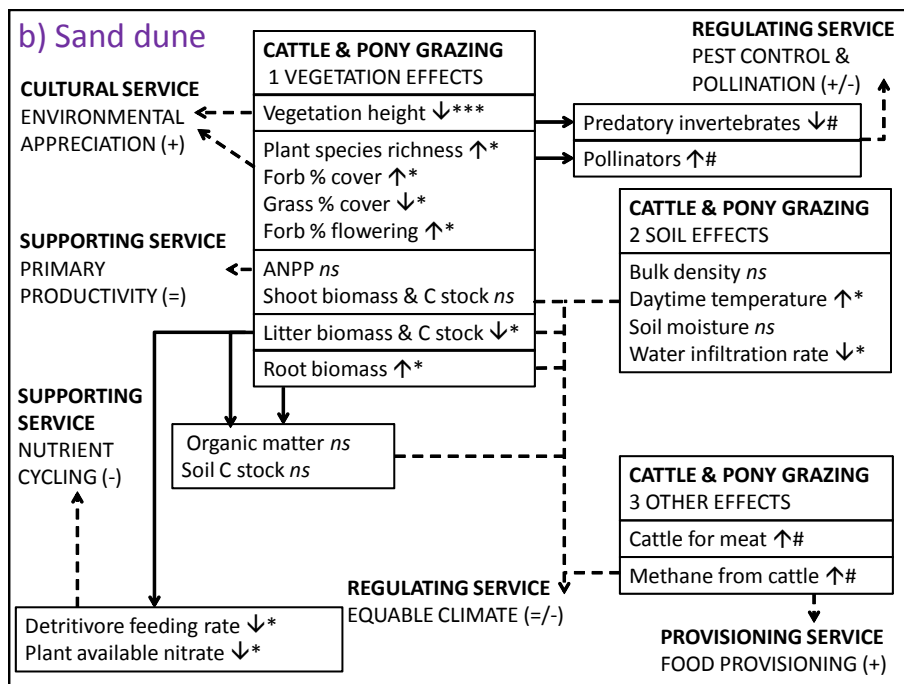 b) Sand dune
CATTLE & PONY GRAZING
1 VEGETATION EFFECTS
Vegetation height ↓***
Plant species richness ↑*
Forb % cover ↑*
Grass % cover ↓*
Forb % flowering ↑*
ANPP ns
Shoot biomass & C stock ns
Litter biomass & C stock ↓*
Root biomass ↑*
CULTURAL SERVICE
ENVIRONMENTAL
APPRECIATION (+)
SUPPORTING SERVICE
PRIMARY
PRODUCTIVITY (=)
SUPPORTING
SERVICE
NUTRIENT
CYCLING (-)
Organic matter ns
Soil C stock ns
Detritivore feeding rate ↓*
Plant available nitrate ↓*
REGULATING SERVICE
PEST CONTROL &
POLLINATION (+/-)
Predatory invertebrates ↓#
Pollinators ↑#
CATTLE & PONY GRAZING
2 SOIL EFFECTS
Bulk density ns
Daytime temperature ↑*
Soil moisture ns
Water infiltration rate ↓*
CATTLE & PONY GRAZING
3 OTHER EFFECTS
Cattle for meat ↑#
Methane from cattle ↑#
REGULATING SERVICE
EQUABLE CLIMATE (=/-)
PROVISIONING SERVICE
FOOD PROVISIONING (+)